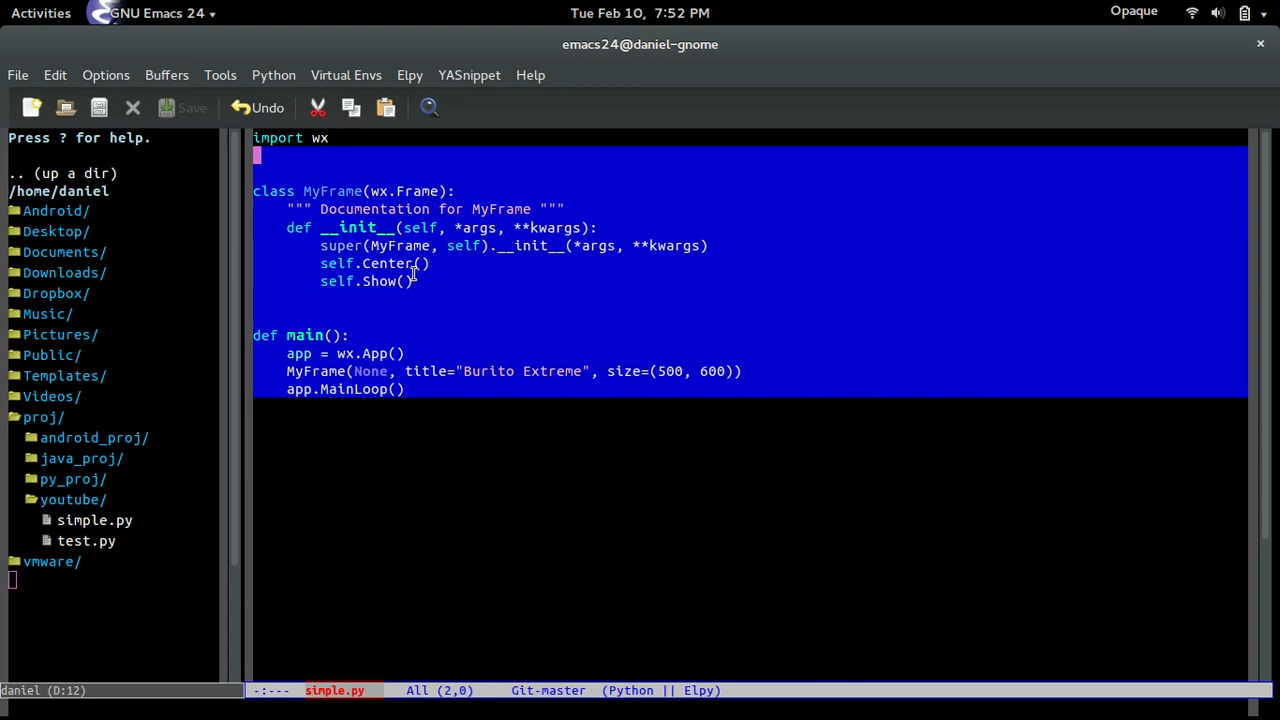 Activities
GNU Emacs 24
Tue Feb 10, 7:52 PM
Opaque
emacs24@daniel-gnome
File Edit Options Buffers Tools Python Virtual Envs Elpy YASnippet Help
Save Undo
Press ? for help.
.. (up a dir)
/home/daniel
Android/
Desktop/
Documents/
Downloads/
Dropbox/
Music/
Pictures/
Public/
Templates/
Videos/
proj/
android_proj/
java_proj/
py_proj/
youtube/
simple.py
test.py
vmware/
import wx
class MyFrame(wx.Frame):
""" Documentation for MyFrame """
def __init__(self, *args, **kwargs):
super(MyFrame, self).__init__(*args, **kwargs)
self.Center()
self.Show()
def main():
app = wx.App()
MyFrame(None, title="Burito Extreme", size=(500, 600))
app.MainLoop()
daniel (D:12)
-:--- simple.py All (2,0) Git-master (Python || Elpy)